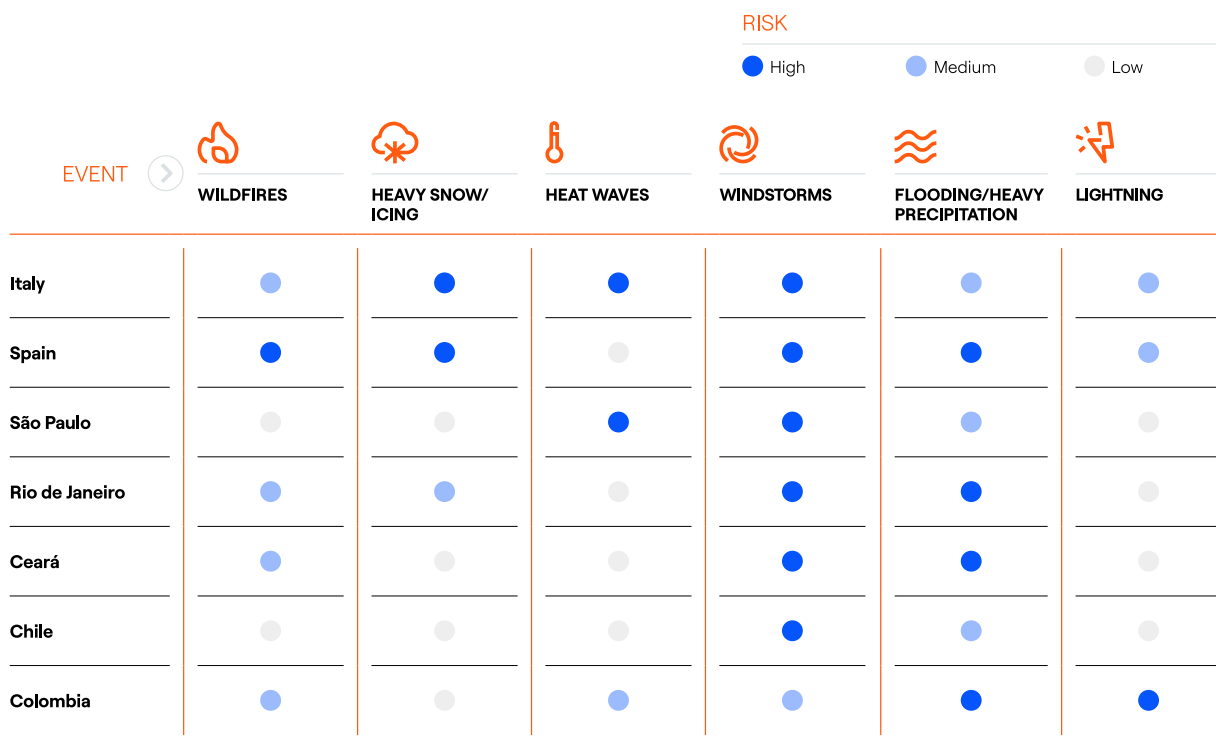 RISK
High Medium Low
EVENT
WILDFIRES
HEAVY SNOW/
ICING
HEAT WAVES
WINDSTORMS
FLOODING/HEAVY
PRECIPITATION
LIGHTNING
Italy
Spain
São Paulo
Rio de Janeiro
Ceará
Chile
Colombia